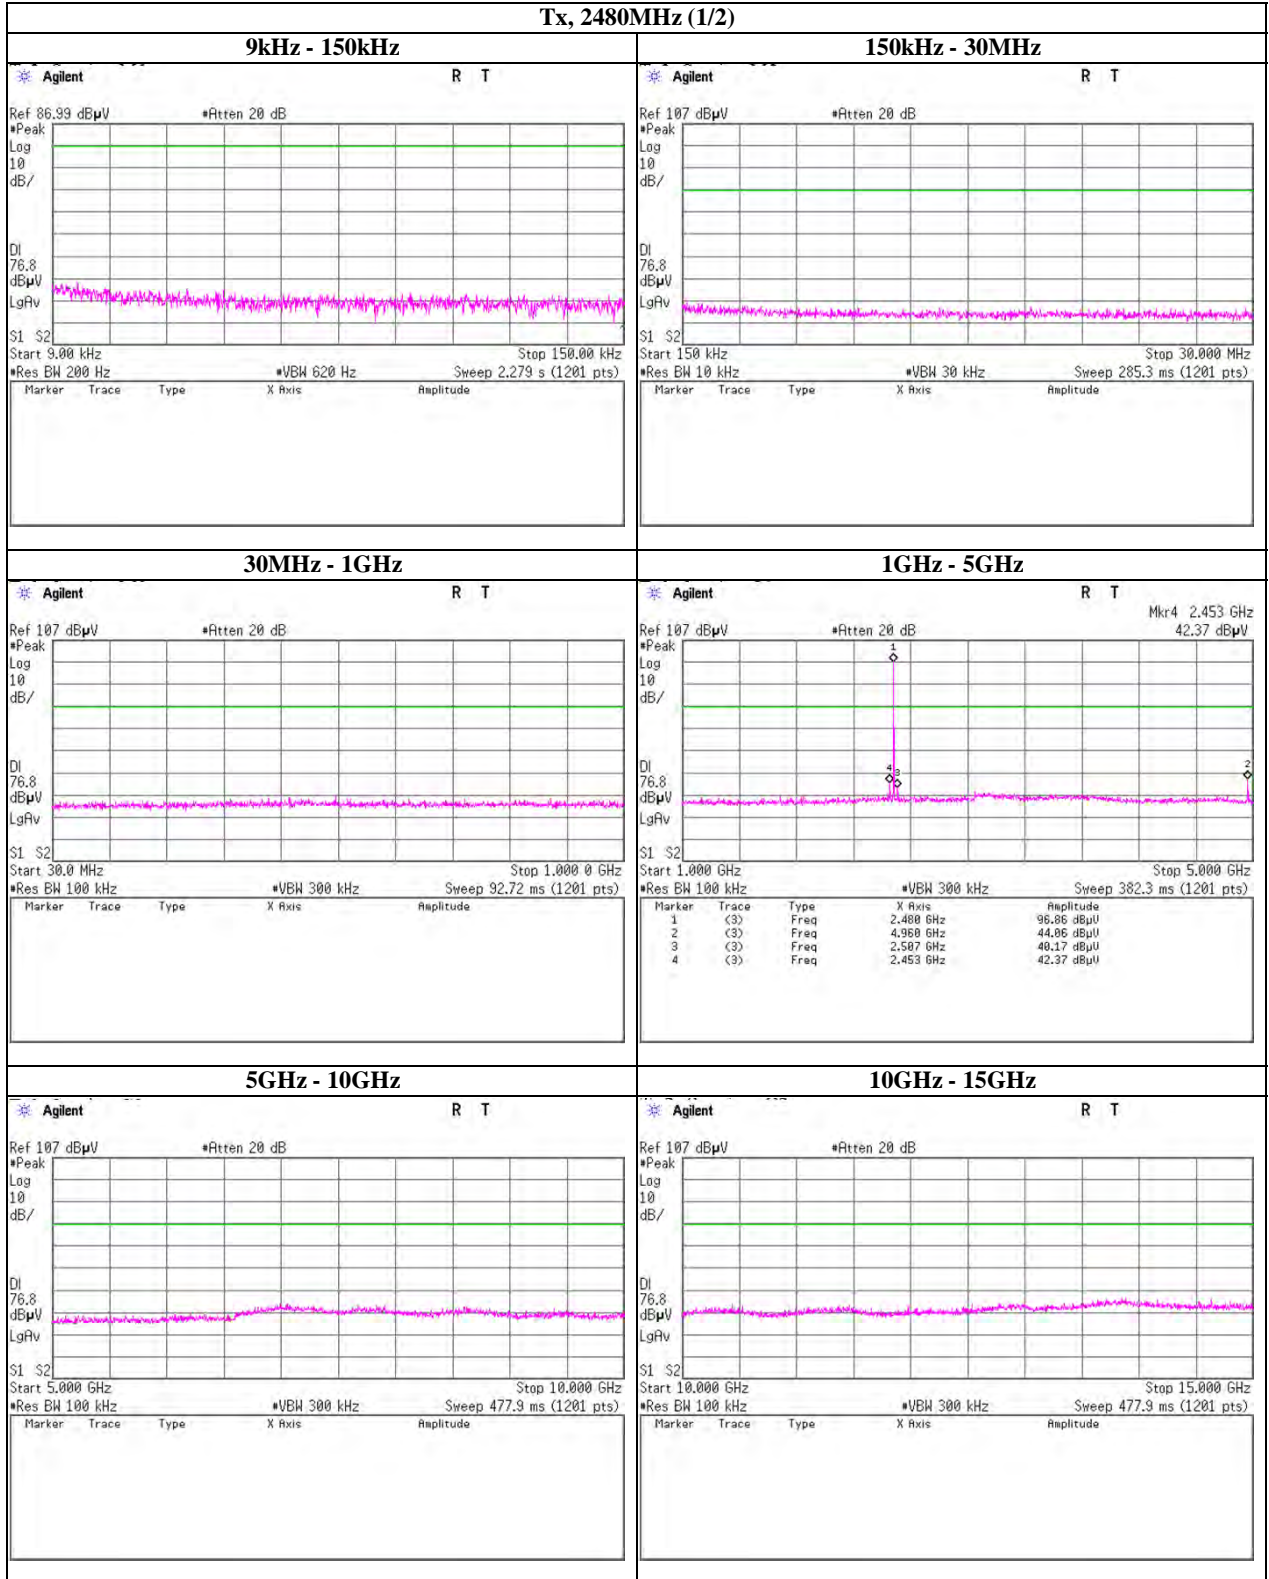 Tx, 2480MHz (1/2)
9kHz - 150kHz
Agilent R T
Ref 86.99 dBµV #Atten 20 dB
#Peak
Log
10
dB/
DI
76.8
dBµV
LgAv
S1 S2
Start 9.00 kHz Stop 150.00 kHz
#Res BW 200 Hz #VBW 620 Hz Sweep 2.279 s (1201 pts)
Marker Trace Type X Axis Amplitude
150kHz - 30MHz
Agilent R T
Ref 107 dBµV #Atten 20 dB
#Peak
Log
10
dB/
DI
76.8
dBµV
LgAv
S1 S2
Start 150 kHz Stop 30.000 MHz
#Res BW 10 kHz #VBW 30 kHz Sweep 285.3 ms (1201 pts)
Marker Trace Type X Axis Amplitude
30MHz - 1GHz
Agilent R T
Ref 107 dBµV #Atten 20 dB
#Peak
Log
10
dB/
DI
76.8
dBµV
LgAv
S1 S2
Start 30.0 MHz Stop 1.000 0 GHz
#Res BW 100 kHz #VBW 300 kHz Sweep 92.72 ms (1201 pts)
Marker Trace Type X Axis Amplitude
1GHz - 5GHz
Agilent R T
Mkr4 2.453 GHz
Ref 107 dBµV #Atten 20 dB 42.37 dBµV
#Peak
Log
10
dB/
1
2
4
3
DI
76.8
dBµV
LgAv
S1 S2
Start 1.000 GHz Stop 5.000 GHz
#Res BW 100 kHz #VBW 300 kHz Sweep 382.3 ms (1201 pts)
Marker Trace Type X Axis Amplitude
1 (3) Freq 2.480 GHz 96.86 dBµV
2 (3) Freq 4.960 GHz 44.06 dBµV
3 (3) Freq 2.507 GHz 40.17 dBµV
4 (3) Freq 2.453 GHz 42.37 dBµV
5GHz - 10GHz
Agilent R T
Ref 107 dBµV #Atten 20 dB
#Peak
Log
10
dB/
DI
76.8
dBµV
LgAv
S1 S2
Start 5.000 GHz Stop 10.000 GHz
#Res BW 100 kHz #VBW 300 kHz Sweep 477.9 ms (1201 pts)
Marker Trace Type X Axis Amplitude
10GHz - 15GHz
Agilent R T
Ref 107 dBµV #Atten 20 dB
#Peak
Log
10
dB/
DI
76.8
dBµV
LgAv
S1 S2
Start 10.000 GHz Stop 15.000 GHz
#Res BW 100 kHz #VBW 300 kHz Sweep 477.9 ms (1201 pts)
Marker Trace Type X Axis Amplitude